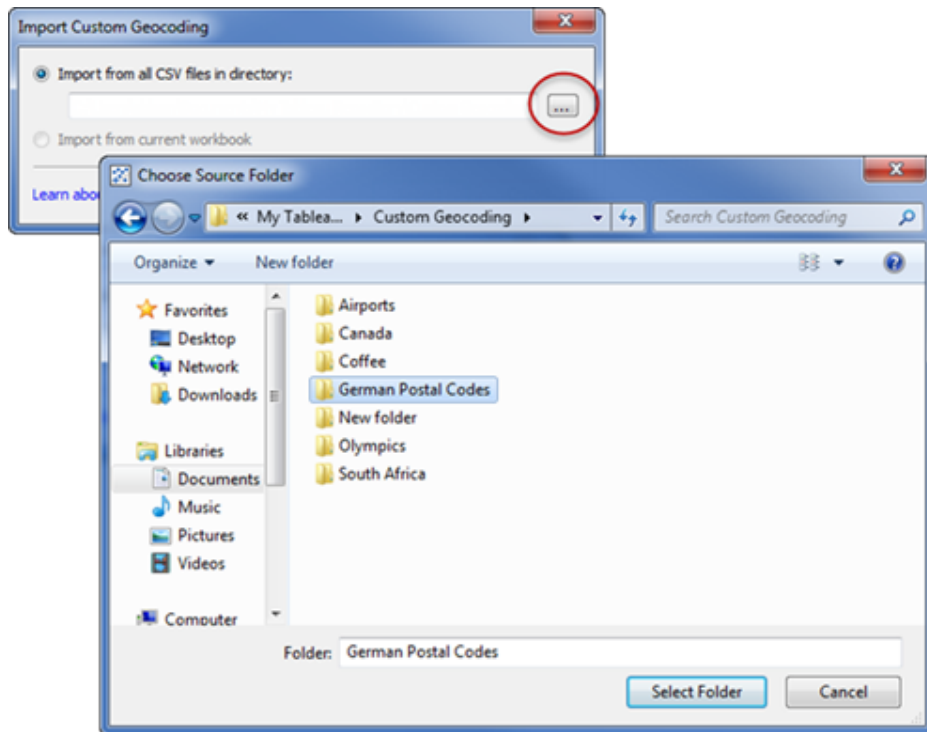 Import Custom Geocoding
Import from all CSV files in directory:
...
Import from current workbook
Learn abou
Choose Source Folder
« My Tablea... Custom Geocoding
Search Custom Geocoding
Organize
New folder
Favorites
Desktop
Network
Downloads
Libraries
Documents
Music
Pictures
Videos
Computer
Airports
Canada
Coffee
German Postal Codes
New folder
Olympics
South Africa
Folder: German Postal Codes
Select Folder
Cancel